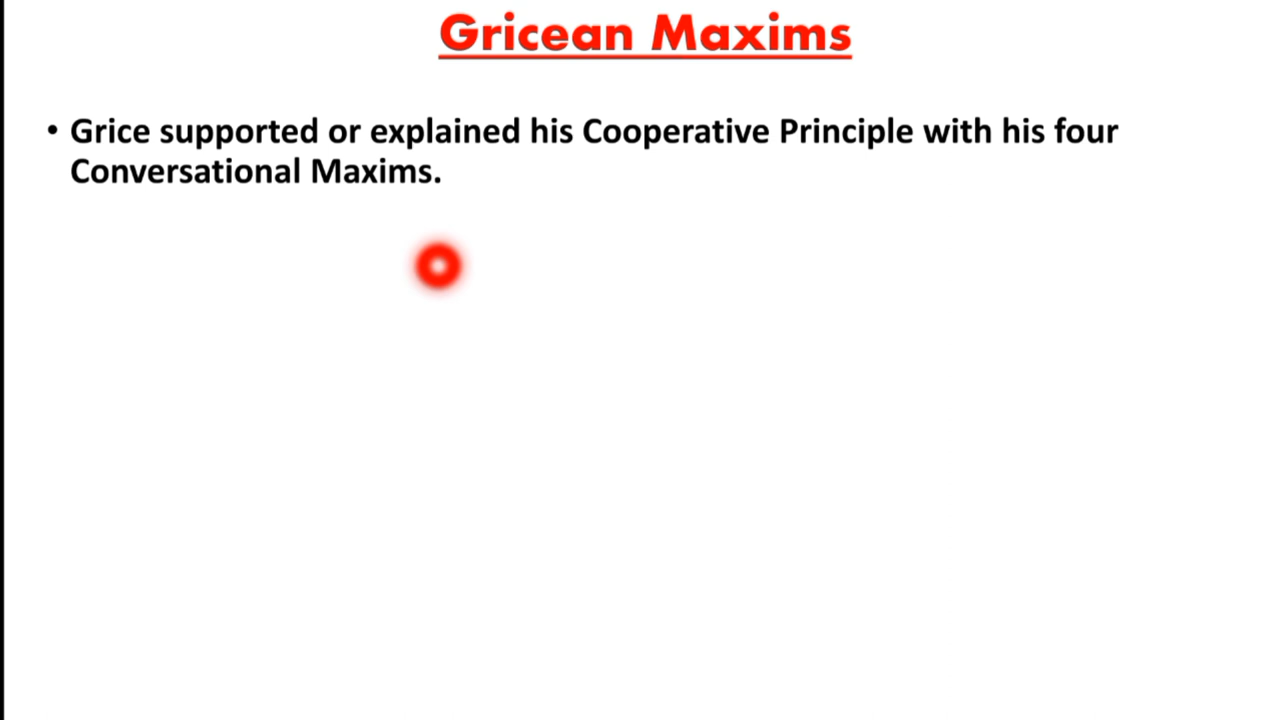 Gricean Maxims
• Grice supported or explained his Cooperative Principle with his four
Conversational Maxims.